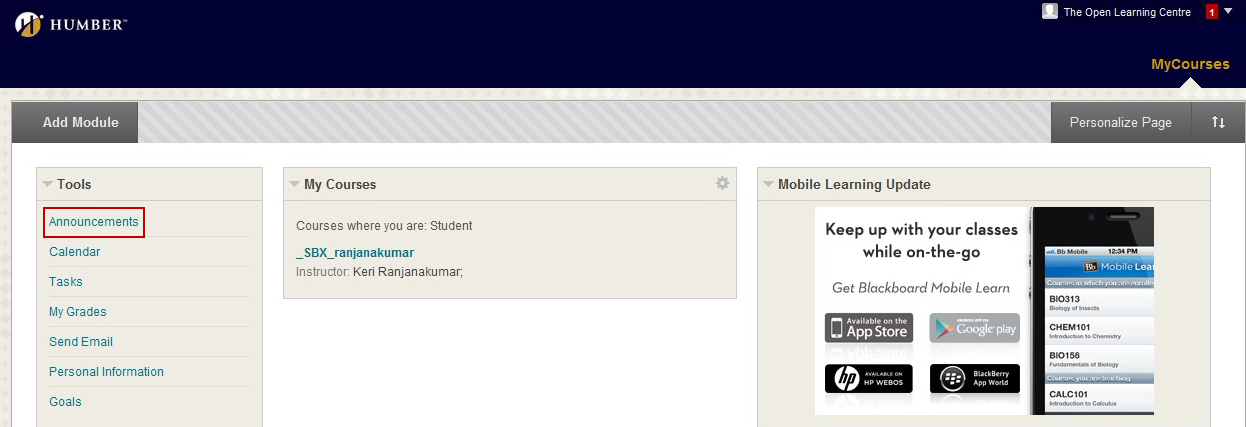 HUMBER™
The Open Learning Centre 1
MyCourses
Add Module
Personalize Page
Tools
Announcements
Calendar
Tasks
My Grades
Send Email
Personal Information
Goals
My Courses
Courses where you are: Student
_SBX_ranjanakumar
Instructor: Keri Ranjanakumar;
Mobile Learning Update
Keep up with your classes
while on-the-go
Get Blackboard Mobile Learn
Available on the
App Store
ANDROID APP ON
Google play
hp
AVAILABLE ON
HP WEBOS
BlackBerry
App World
Bb Mobile 12:34 PM
Bb Mobile Lea
Courses in which you are enrolle
BIO313
Biology of Insects
CHEM101
Introduction to Chemistry
BIO156
Fundamentals of Biology
Courses you are teaching:
CALC101
Introduction to Calculus